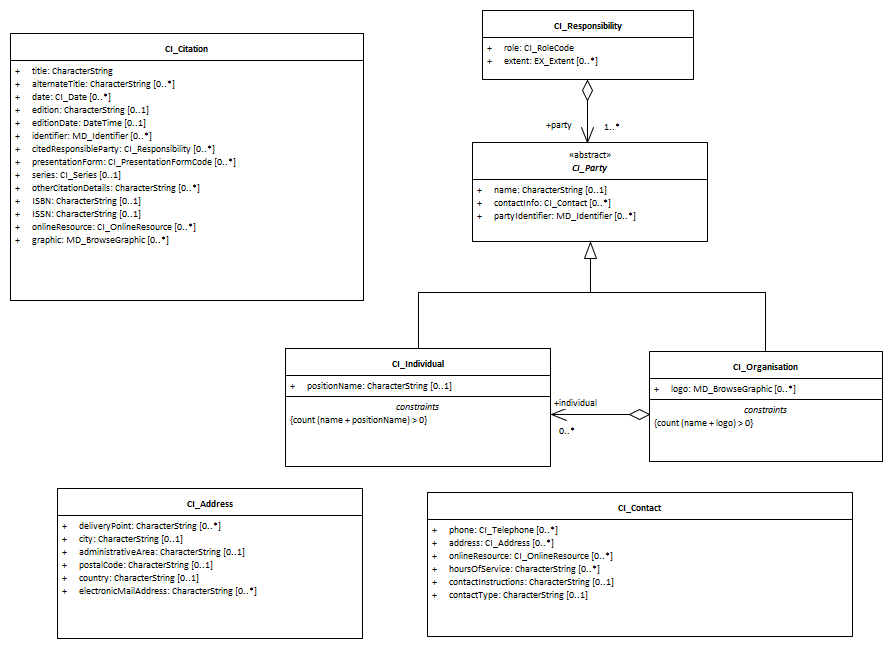 CI_Citation
+ title: CharacterString
+ alternateTitle: CharacterString [0..*]
+ date: CI_Date [0..*]
+ edition: CharacterString [0..1]
+ editionDate: DateTime [0..1]
+ identifier: MD_Identifier [0..*]
+ citedResponsibleParty: CI_Responsibility [0..*]
+ presentationForm: CI_PresentationFormCode [0..*]
+ series: CI_Series [0..1]
+ otherCitationDetails: CharacterString [0..*]
+ ISBN: CharacterString [0..1]
+ ISSN: CharacterString [0..1]
+ onlineResource: CI_OnlineResource [0..*]
+ graphic: MD_BrowseGraphic [0..*]
CI_Responsibility
+ role: CI_RoleCode
+ extent: EX_Extent [0..*]
+party 1..*
«abstract»
CI_Party
+ name: CharacterString [0..1]
+ contactInfo: CI_Contact [0..*]
+ partyIdentifier: MD_Identifier [0..*]
CI_Individual
+ positionName: CharacterString [0..1]
constraints
{count (name + positionName) > 0}
+individual
0..*
CI_Organisation
+ logo: MD_BrowseGraphic [0..*]
constraints
{count (name + logo) > 0}
CI_Address
+ deliveryPoint: CharacterString [0..*]
+ city: CharacterString [0..1]
+ administrativeArea: CharacterString [0..1]
+ postalCode: CharacterString [0..1]
+ country: CharacterString [0..1]
+ electronicMailAddress: CharacterString [0..*]
CI_Contact
+ phone: CI_Telephone [0..*]
+ address: CI_Address [0..*]
+ onlineResource: CI_OnlineResource [0..*]
+ hoursOfService: CharacterString [0..*]
+ contactInstructions: CharacterString [0..1]
+ contactType: CharacterString [0..1]